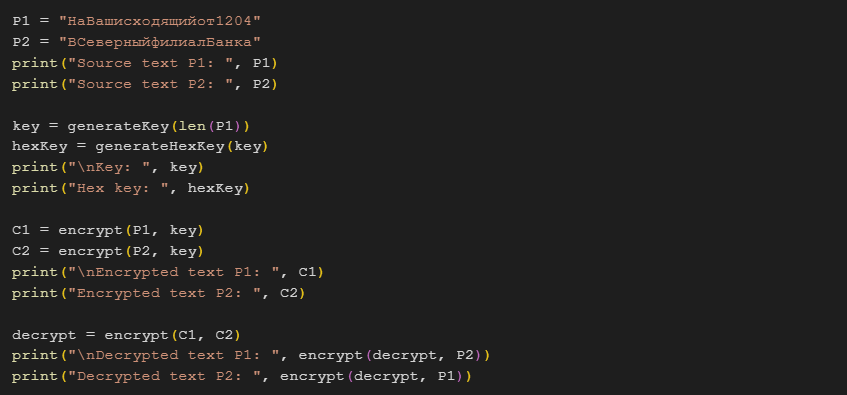 P1 = "НаВашисходящийот1204"
P2 = "ВСеверныйфилиалБанка"
print("Source text P1: ", P1)
print("Source text P2: ", P2)
key = generateKey(len(P1))
hexKey = generateHexKey(key)
print("\nKey: ", key)
print("Hex key: ", hexKey)
C1 = encrypt(P1, key)
C2 = encrypt(P2, key)
print("\nEncrypted text P1: ", C1)
print("Encrypted text P2: ", C2)
decrypt = encrypt(C1, C2)
print("\nDecrypted text P1: ", encrypt(decrypt, P2))
print("Decrypted text P2: ", encrypt(decrypt, P1))